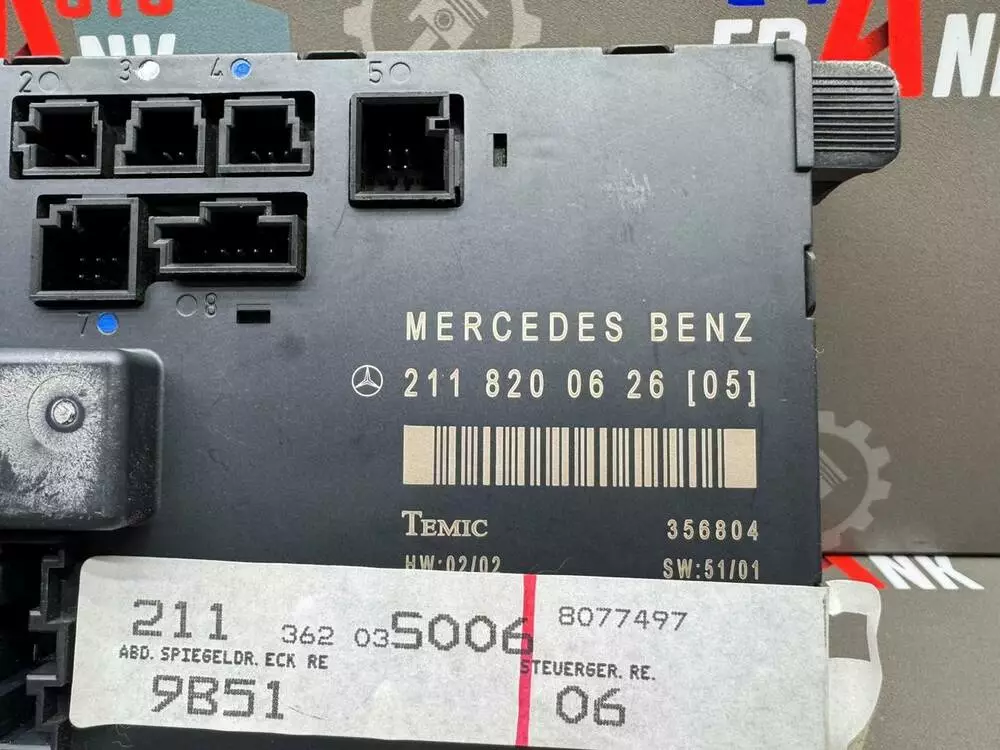 2 3 4 5
7 8
MERCEDES BENZ
211 820 06 26 [05]
TEMIC 356804
HW:02/02 SW:51/01
211 362 03S006 8077497
ABD. SPIEGELDR. ECK RE STEUERGER. RE.
9B51 06